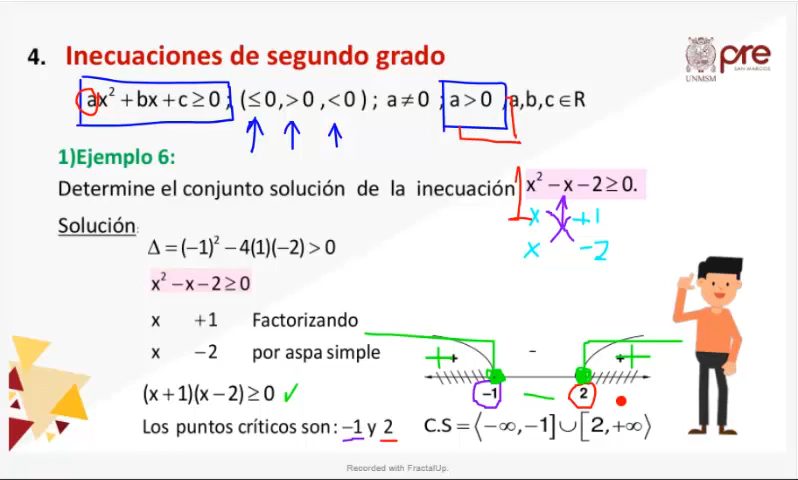 4. Inecuaciones de segundo grado
UNMSM
pre
SAN MARCOS
ax² + bx + c ≥ 0 ; (≤ 0, > 0 , < 0 ) ; a ≠ 0 ; a > 0 , a,b,c ∈ R
1)Ejemplo 6:
Determine el conjunto solución de la inecuación x² − x − 2 ≥ 0.
x +1
x −2
Solución:
Δ = (−1)² − 4(1)(−2) > 0
x² − x − 2 ≥ 0
x +1 Factorizando
x −2 por aspa simple
+ + − + +
(x + 1)(x − 2) ≥ 0 ✓
−1 − 2
Los puntos críticos son: −1 y 2
C.S = ⟨−∞, −1] ∪ [2, +∞⟩
Recorded with FractalUp.